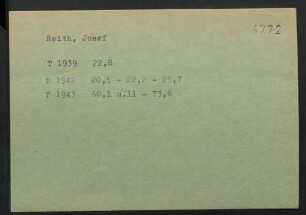 4772
Reith, Josef
T 1939 22,8
T 1942 20,5 - 22,2 - 25,7
T 1943 60,2 u.11 - 73,6